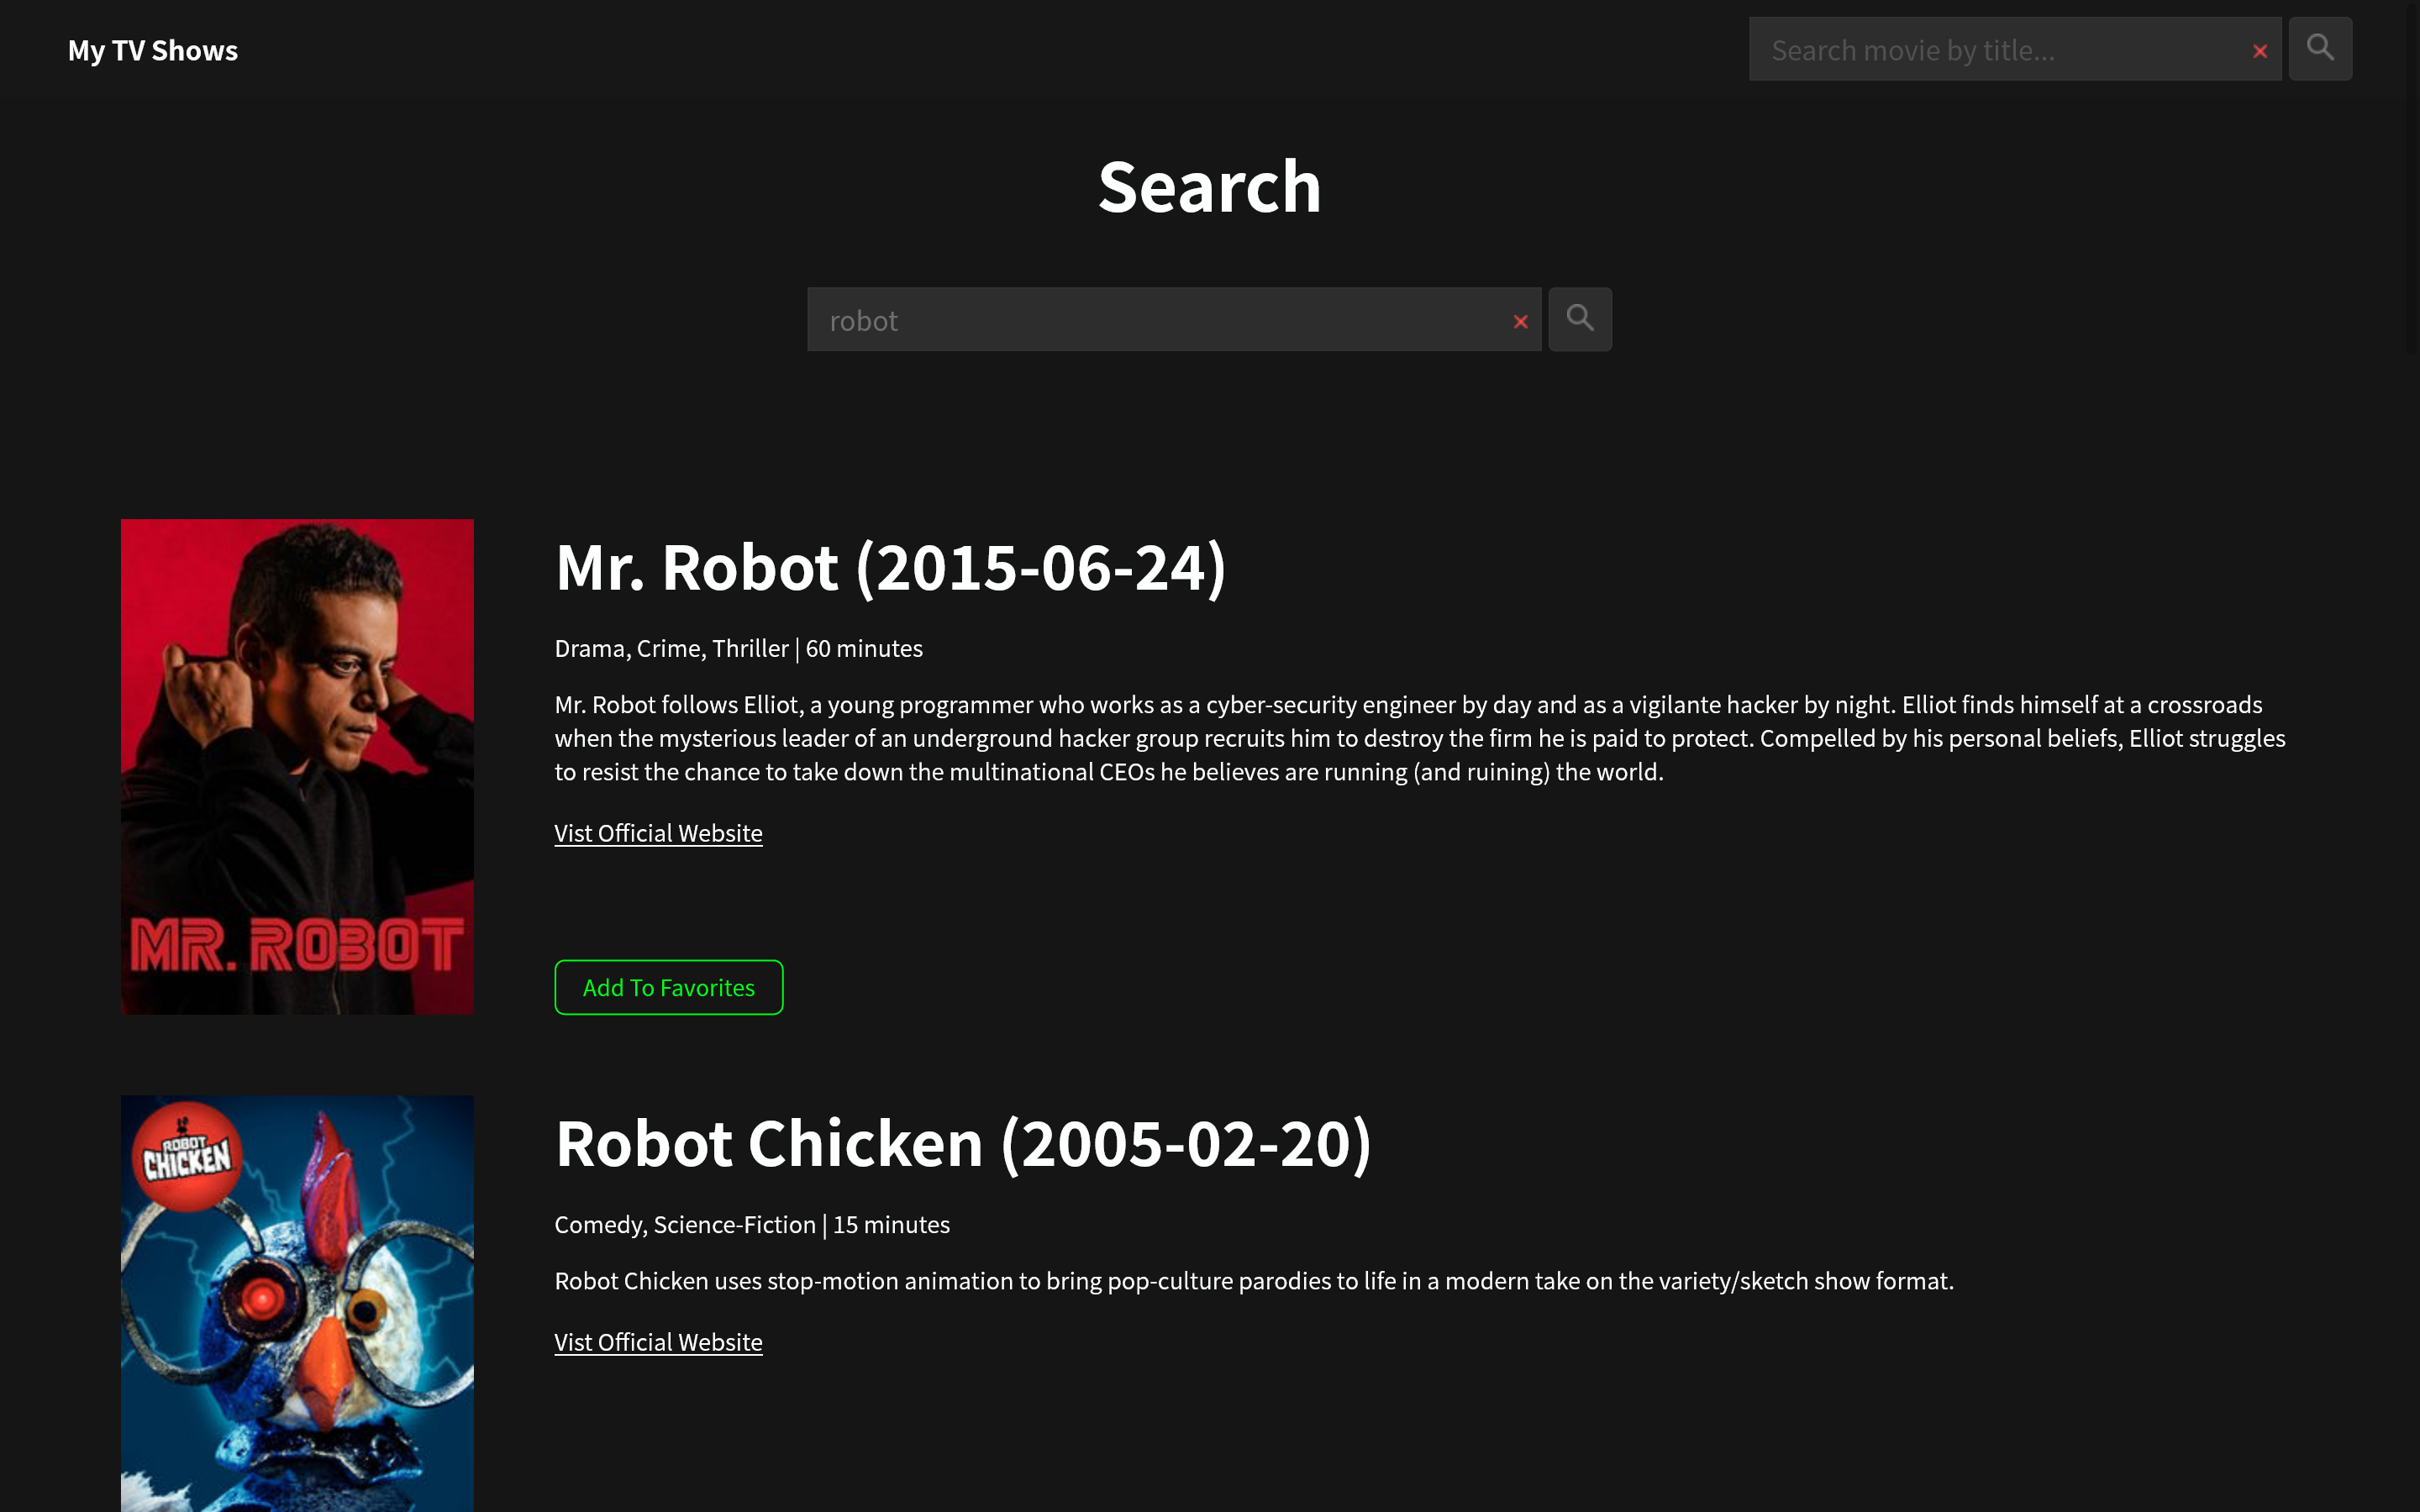 My TV Shows
Search movie by title...
Search
robot
Mr. Robot (2015-06-24)
Drama, Crime, Thriller | 60 minutes
Mr. Robot follows Elliot, a young programmer who works as a cyber-security engineer by day and as a vigilante hacker by night. Elliot finds himself at a crossroads
when the mysterious leader of an underground hacker group recruits him to destroy the firm he is paid to protect. Compelled by his personal beliefs, Elliot struggles
to resist the chance to take down the multinational CEOs he believes are running (and ruining) the world.
Vist Official Website
MR. ROBOT
Add To Favorites
ROBOT
CHICKEN
Robot Chicken (2005-02-20)
Comedy, Science-Fiction | 15 minutes
Robot Chicken uses stop-motion animation to bring pop-culture parodies to life in a modern take on the variety/sketch show format.
Vist Official Website